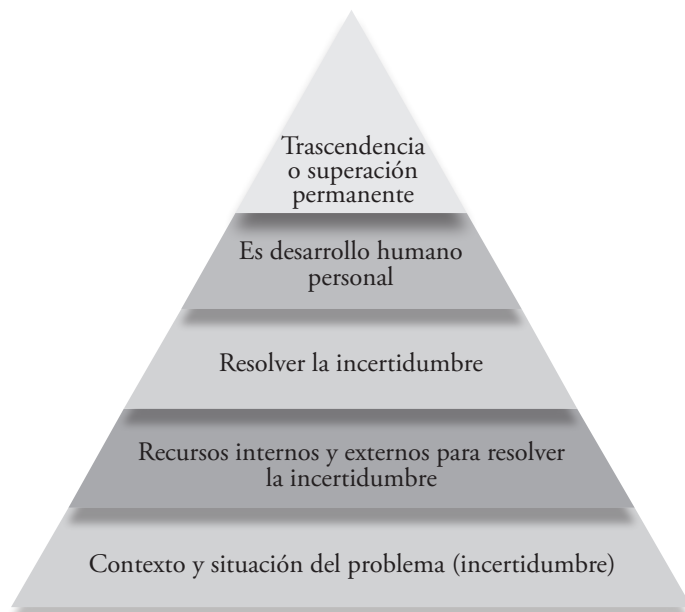 Trascendencia
o superación
permanente
Es desarrollo humano
personal
Resolver la incertidumbre
Recursos internos y externos para resolver
la incertidumbre
Contexto y situación del problema (incertidumbre)